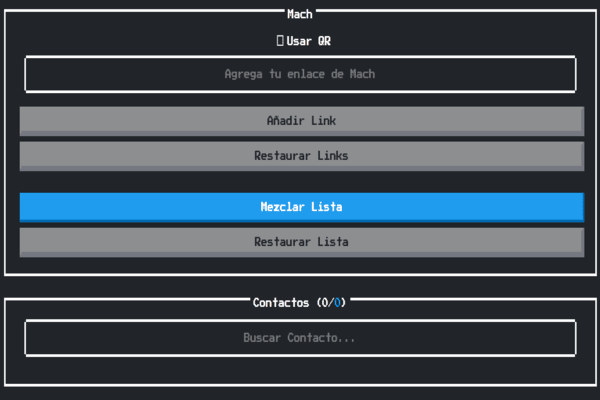 Mach
Usar QR
Agrega tu enlace de Mach
Añadir Link
Restaurar Links
Mezclar Lista
Restaurar Lista
Contactos (0/0)
Buscar Contacto...